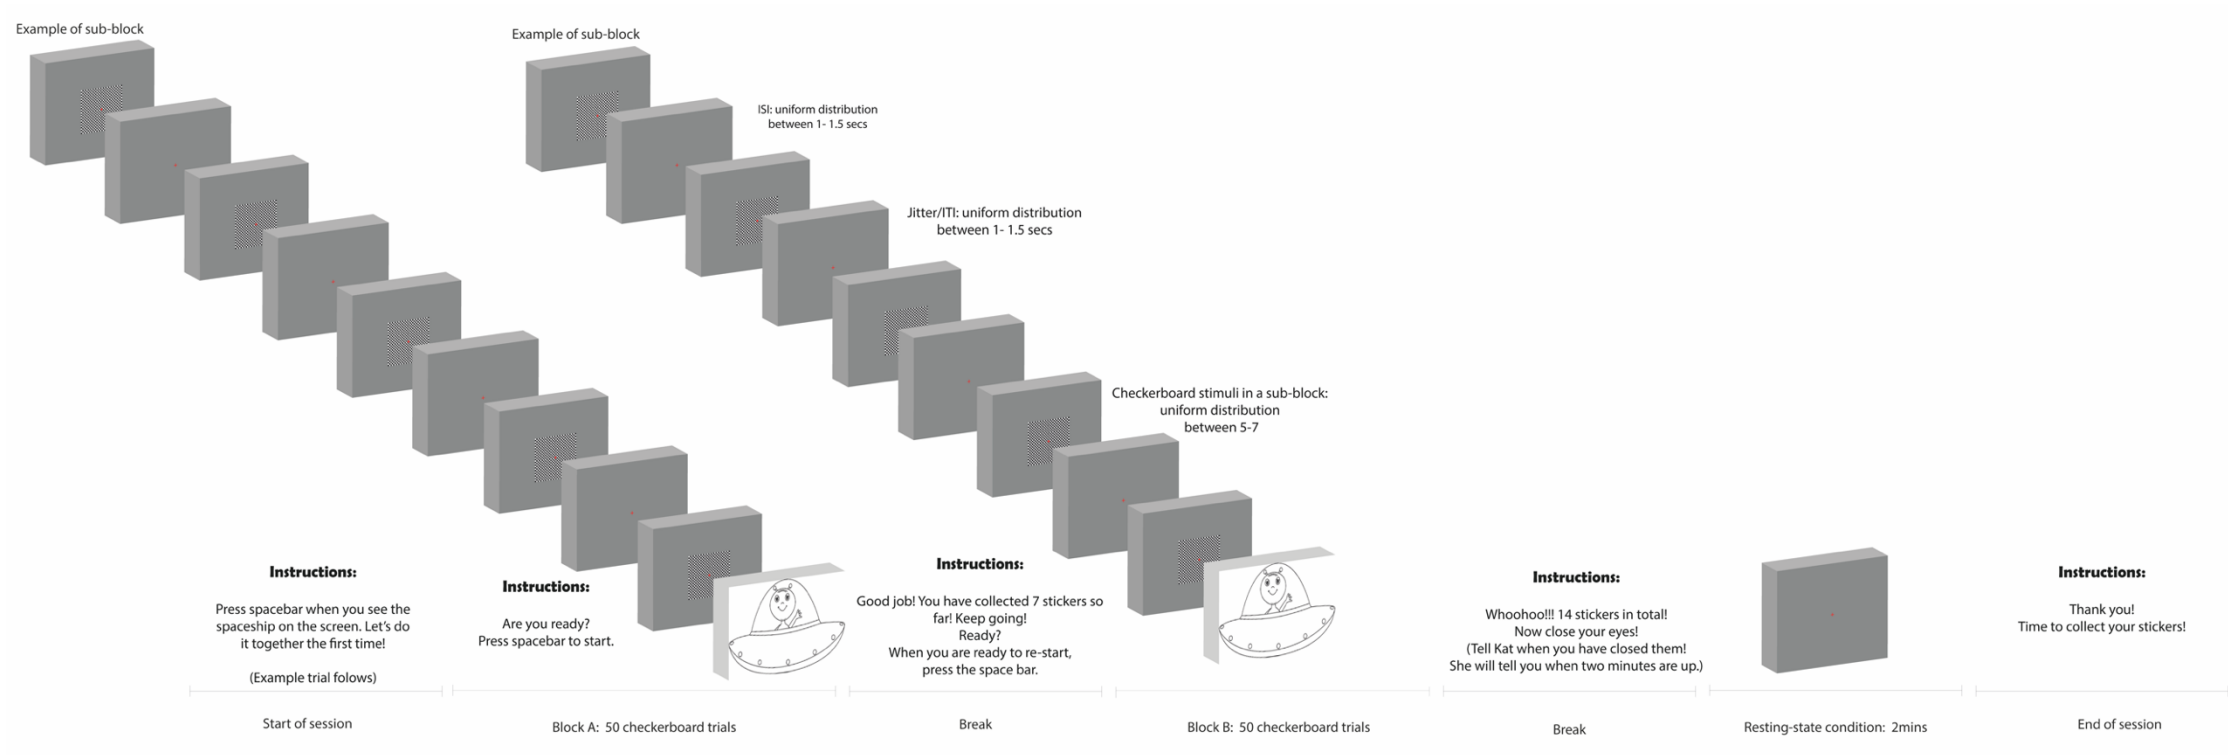 Example of sub-block
Example of sub-block
ISI: uniform distribution
between 1- 1.5 secs
Jitter/ITI: uniform distribution
between 1- 1.5 secs
Checkerboard stimuli in a sub-block:
uniform distribution
between 5-7
Instructions:
Press spacebar when you see the
spaceship on the screen. Let's do
it together the first time!
(Example trial folows)
Start of session
Instructions:
Are you ready?
Press spacebar to start.
Block A: 50 checkerboard trials
Instructions:
Good job! You have collected 7 stickers so
far! Keep going!
Ready?
When you are ready to re-start,
press the space bar.
Break
Block B: 50 checkerboard trials
Instructions:
Whoohoo!!! 14 stickers in total!
Now close your eyes!
(Tell Kat when you have closed them!
She will tell you when two minutes are up.)
Break
Resting-state condition: 2mins
Instructions:
Thank you!
Time to collect your stickers!
End of session